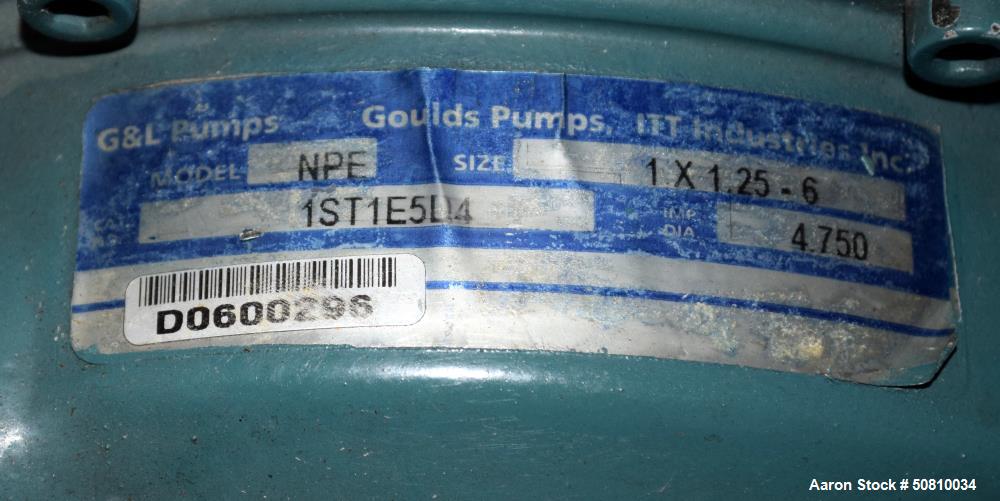 G&L Pumps Goulds Pumps, ITT Industries Inc.
MODEL NPE SIZE 1 X 1.25 - 6
1ST1E5D4 IMP DIA 4.750
D0600296
Aaron Stock # 50810034